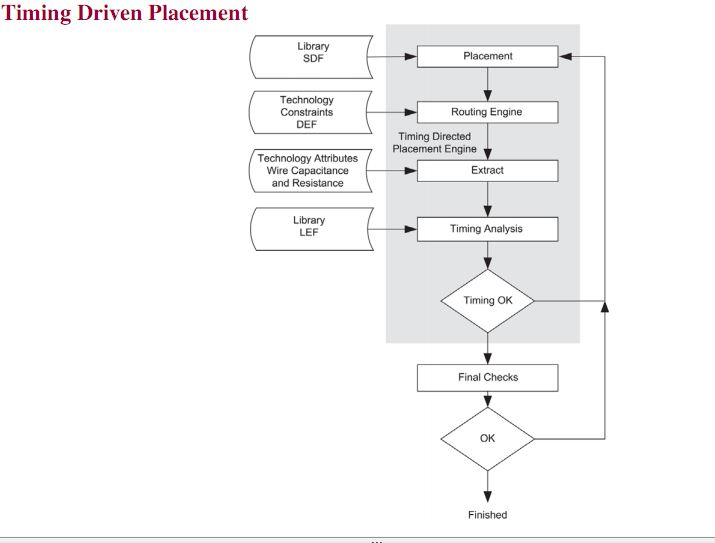 Timing Driven Placement
Library
SDF
Placement
Technology
Constraints
DEF
Routing Engine
Timing Directed
Placement Engine
Technology Attributes
Wire Capacitance
and Resistance
Extract
Library
LEF
Timing Analysis
Timing OK
Final Checks
OK
Finished